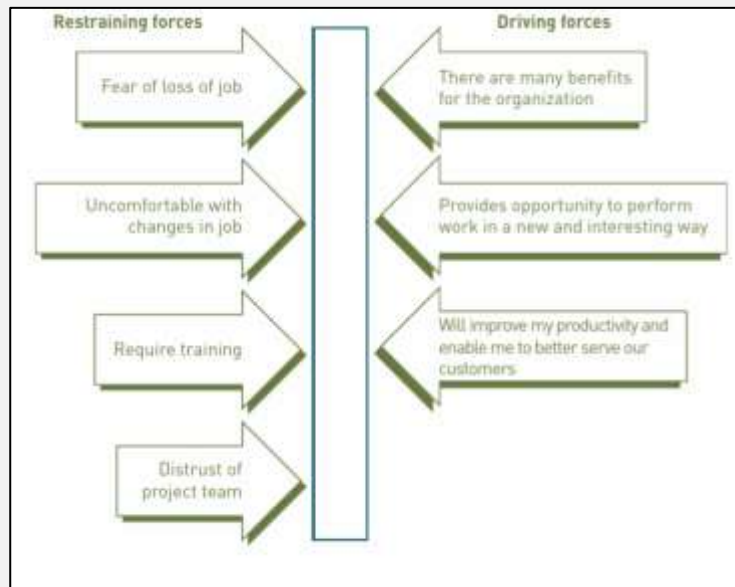 Restraining forces
Driving forces
Fear of loss of job
There are many benefits
for the organization
Uncomfortable with
changes in job
Provides opportunity to perform
work in a new and interesting way
Require training
Will improve my productivity and
enable me to better serve our
customers
Distrust of
project team